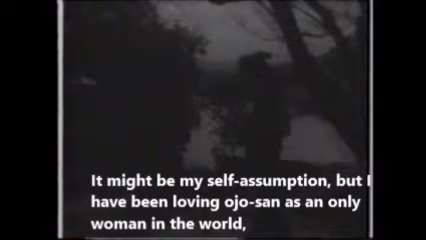 It might be my self-assumption, but I
have been loving ojo-san as an only
woman in the world,